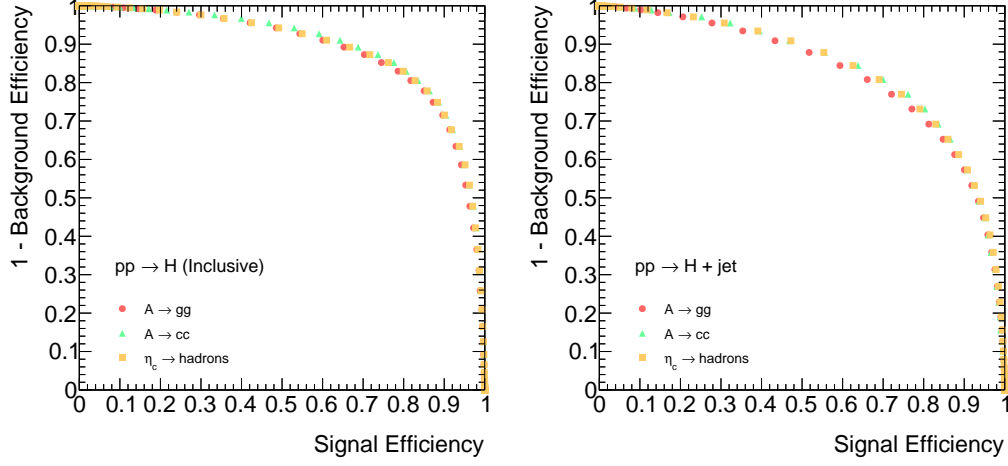 1 - Background Efficiency
1
0.9
0.8
0.7
0.6
0.5
0.4
0.3
0.2
0.1
0
pp → H (Inclusive)
A → gg
A → cc
η_c → hadrons
0 0.1 0.2 0.3 0.4 0.5 0.6 0.7 0.8 0.9 1
Signal Efficiency
1 - Background Efficiency
1
0.9
0.8
0.7
0.6
0.5
0.4
0.3
0.2
0.1
0
pp → H + jet
A → gg
A → cc
η_c → hadrons
0 0.1 0.2 0.3 0.4 0.5 0.6 0.7 0.8 0.9 1
Signal Efficiency